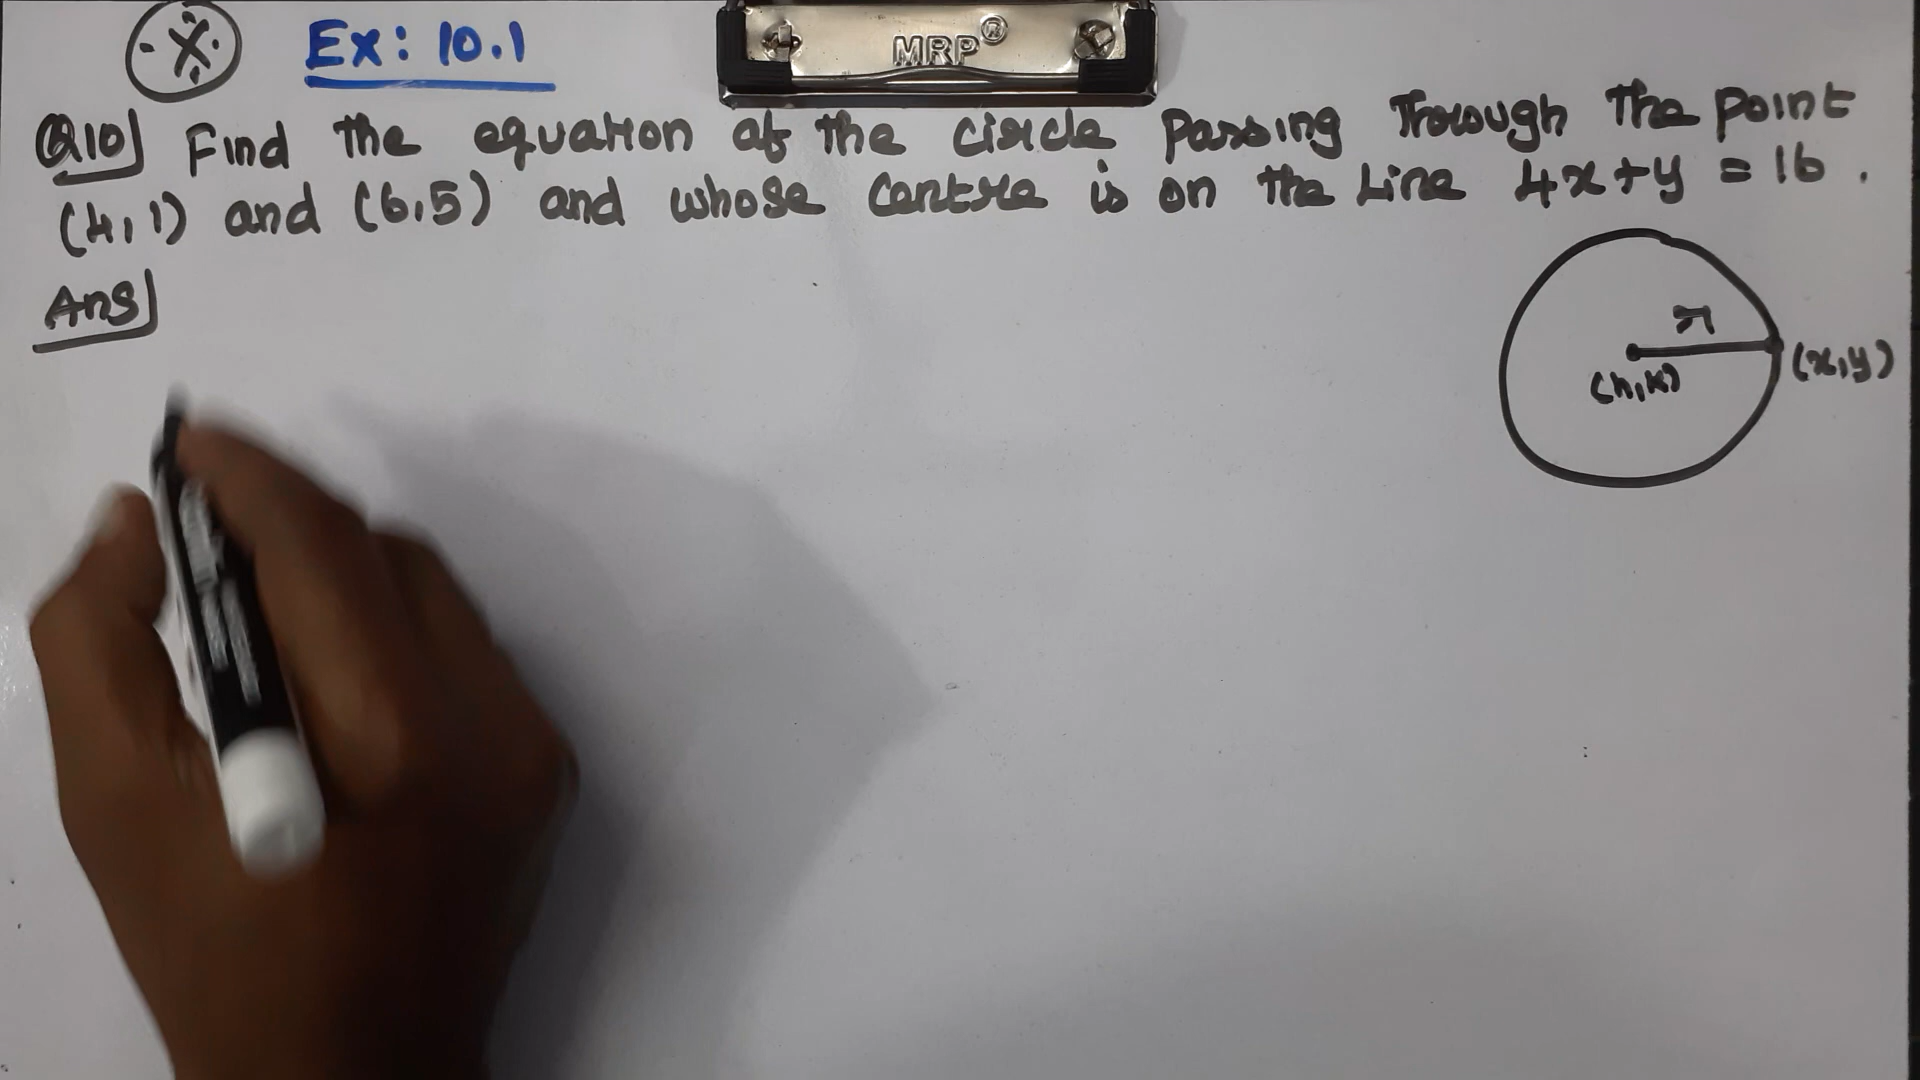 X Ex: 10.1
MRP®
Q10] Find the equation of the circle passing through the point
(4,1) and (6,5) and whose centre is on the line 4x+y = 16.
Ans]
r
(h,k)
(x,y)